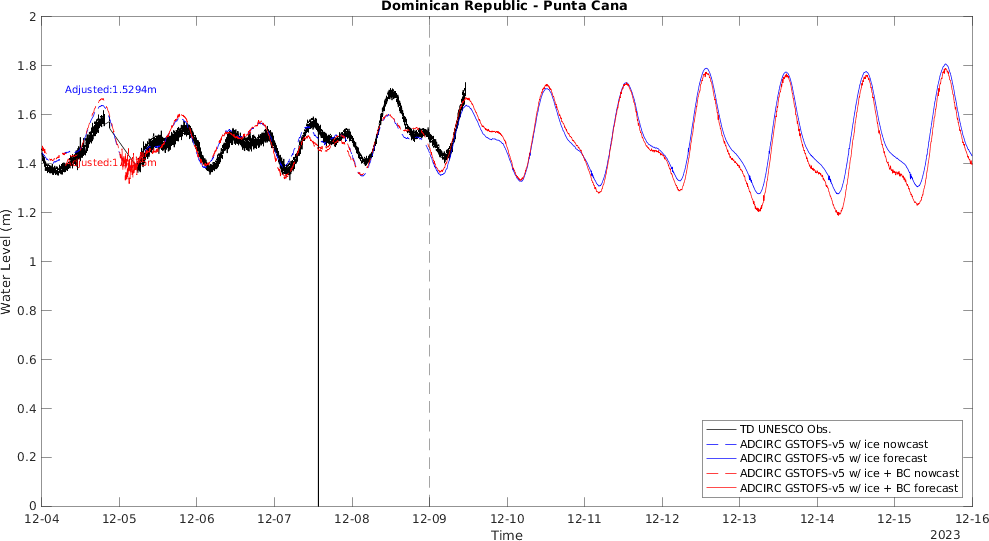 Dominican Republic - Punta Cana
2
1.8
1.6
1.4
1.2
1
0.8
0.6
0.4
0.2
0
Water Level (m)
Adjusted:1.5294m
TD UNESCO Obs.
ADCIRC GSTOFS-v5 w/ ice nowcast
ADCIRC GSTOFS-v5 w/ ice forecast
ADCIRC GSTOFS-v5 w/ ice + BC nowcast
ADCIRC GSTOFS-v5 w/ ice + BC forecast
12-04 12-05 12-06 12-07 12-08 12-09 12-10 12-11 12-12 12-13 12-14 12-15 12-16
Time
2023